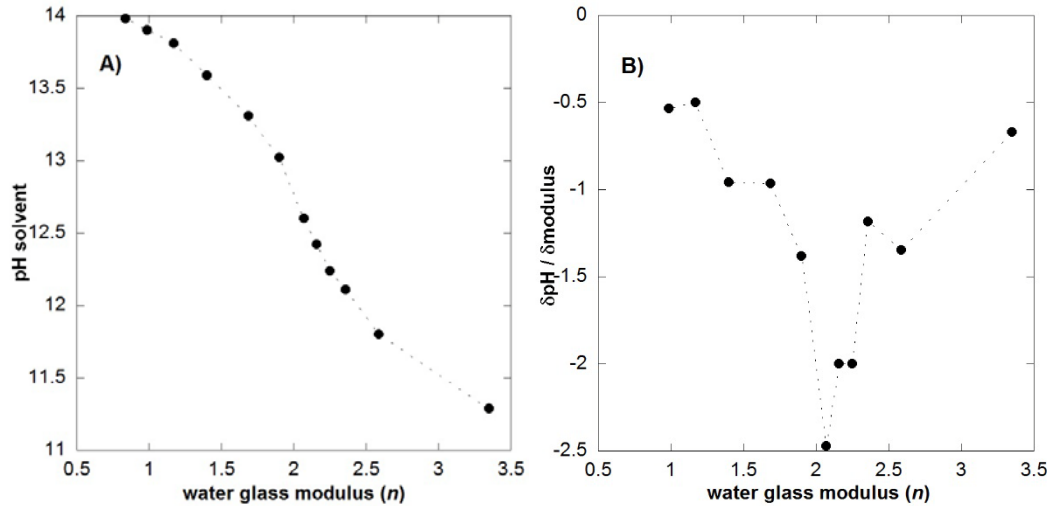 A)
14
13.5
13
12.5
12
11.5
11
pH solvent
0.5 1 1.5 2 2.5 3 3.5
water glass modulus (n)
B)
0
-0.5
-1
-1.5
-2
-2.5
δpH / δmodulus
0.5 1 1.5 2 2.5 3 3.5
water glass modulus (n)